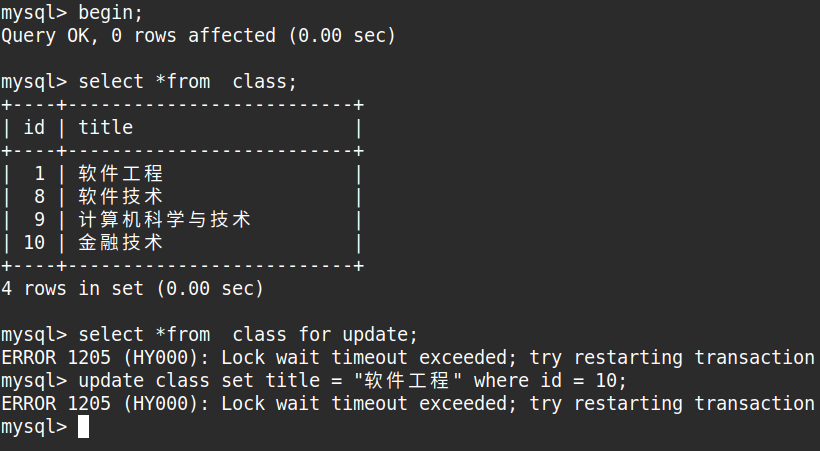 mysql> begin;
Query OK, 0 rows affected (0.00 sec)
mysql> select *from  class;
+----+--------------------------+
| id | title                    |
+----+--------------------------+
|  1 | 软件工程                 |
|  8 | 软件技术                 |
|  9 | 计算机科学与技术         |
| 10 | 金融技术                 |
+----+--------------------------+
4 rows in set (0.00 sec)
mysql> select *from  class for update;
ERROR 1205 (HY000): Lock wait timeout exceeded; try restarting transaction
mysql> update class set title = "软件工程" where id = 10;
ERROR 1205 (HY000): Lock wait timeout exceeded; try restarting transaction
mysql>